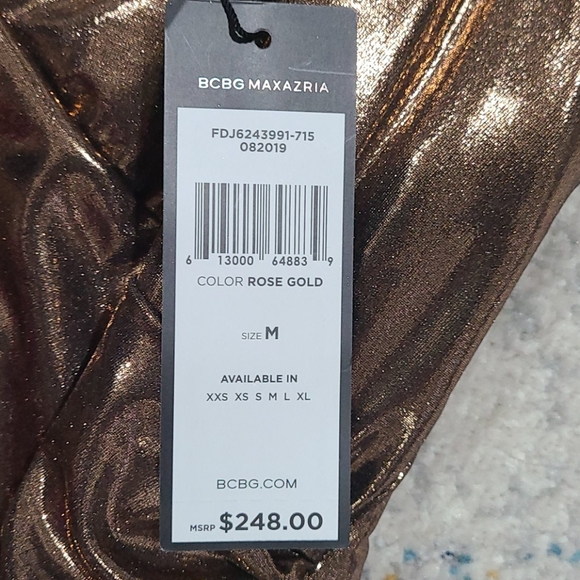 BCBG MAXAZRIA
FDJ6243991-715
082019
6 13000 64883 9
COLOR ROSE GOLD
SIZE M
AVAILABLE IN
XXS XS S M L XL
BCBG.COM
MSRP $248.00